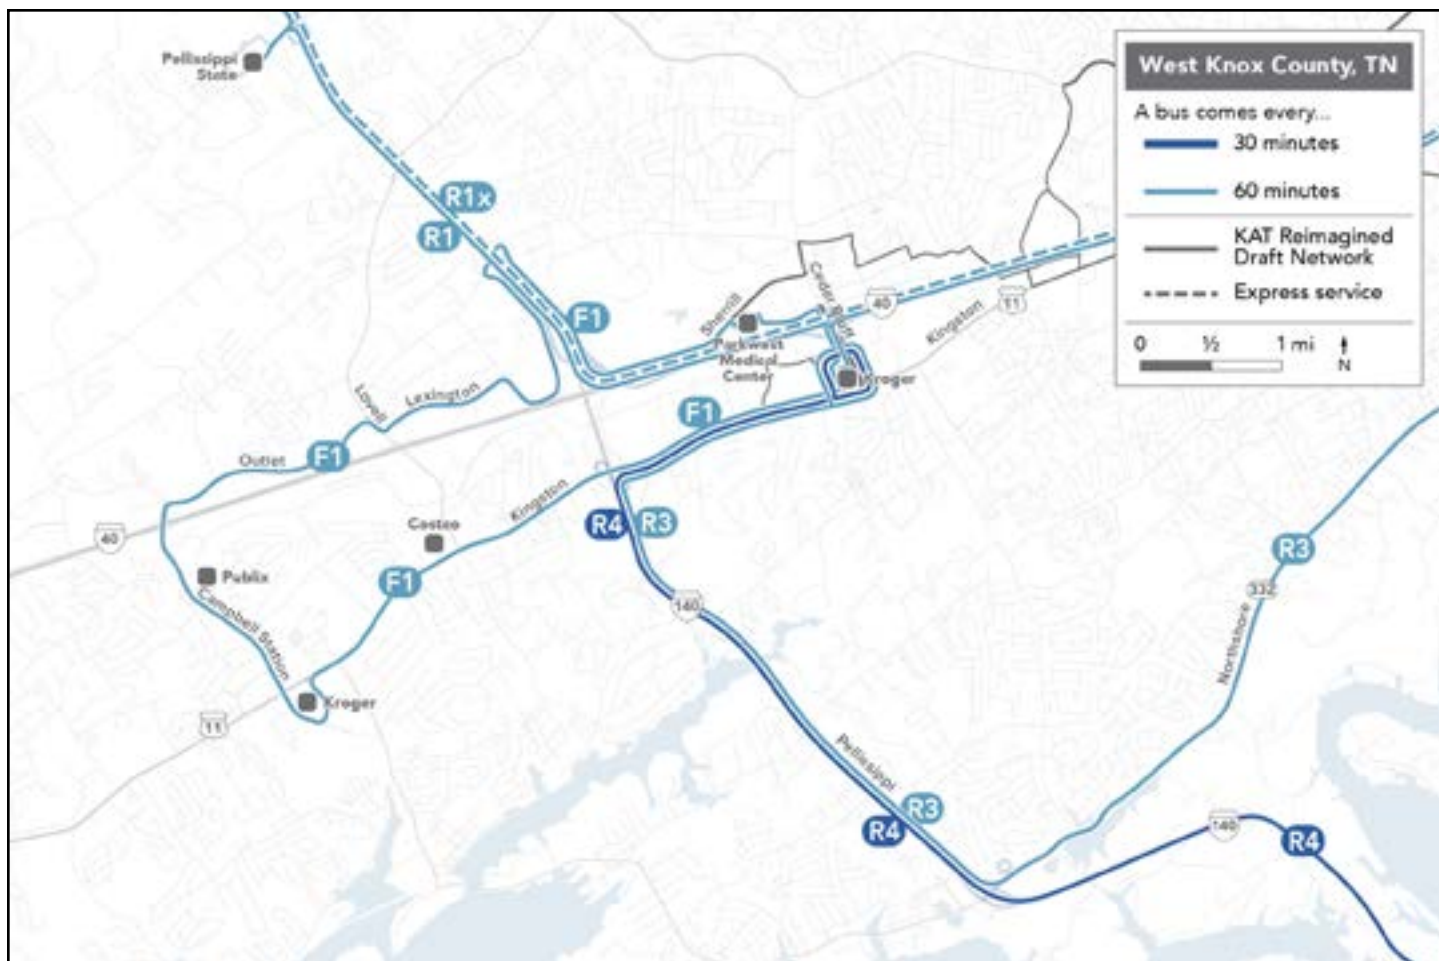 Pellissippi
State
West Knox County, TN
A bus comes every...
30 minutes
60 minutes
KAT Reimagined
Draft Network
Express service
0 ½ 1 mi
N
R1x
R1
F1
Sherrill
Cedar Bluff
40
11
Kingston
Parkwest
Medical
Center
Kroger
Lovell
Lexington
F1
F1
Outlet
Kingston
40
Costco
R4
R3
Publix
F1
R3
332
140
Campbell Station
Northshore
Kroger
11
Pellissippi
R3
R4
140
R4